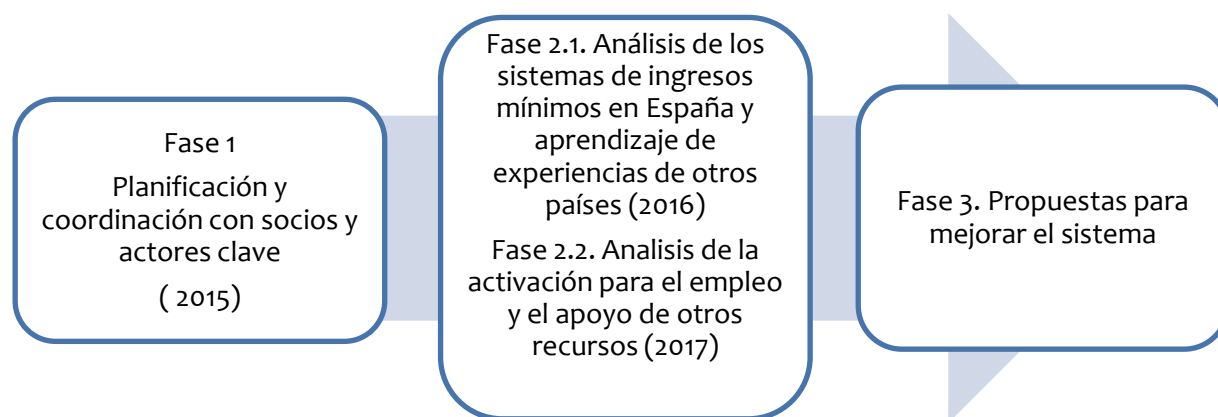 Fase 1
Planificación y
coordinación con socios y
actores clave
( 2015)
Fase 2.1. Análisis de los
sistemas de ingresos
mínimos en España y
aprendizaje de
experiencias de otros
países (2016)
Fase 2.2. Analisis de la
activación para el empleo
y el apoyo de otros
recursos (2017)
Fase 3. Propuestas para
mejorar el sistema